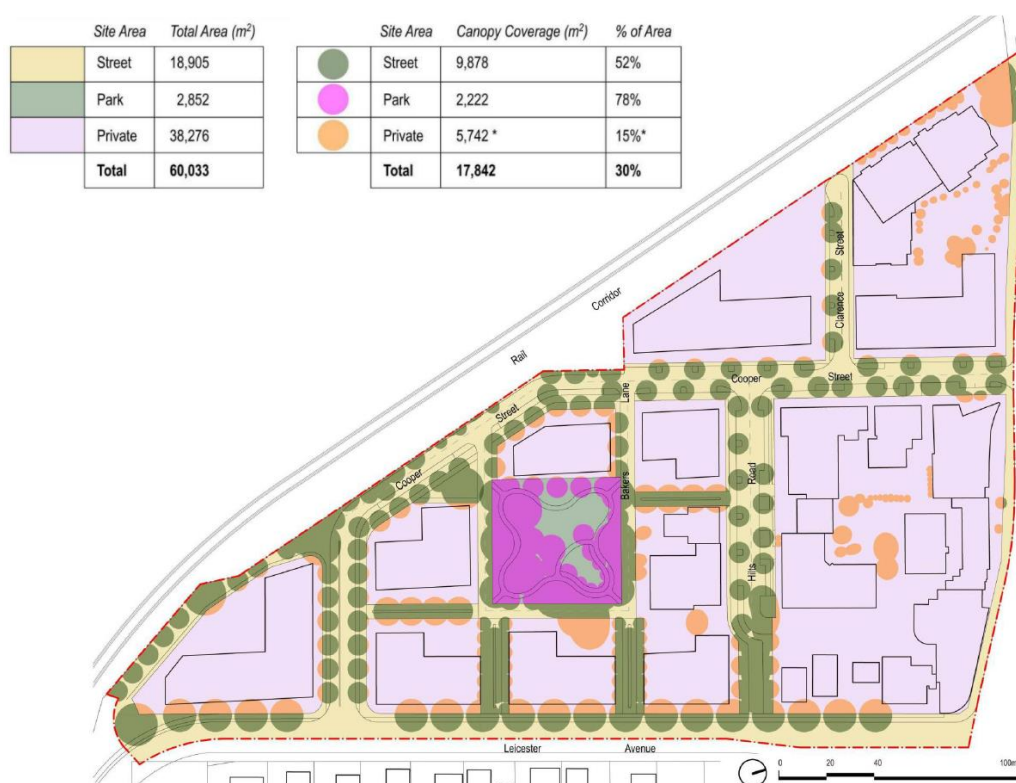 Site Area Total Area (m²)
Street 18,905
Park 2,852
Private 38,276
Total 60,033
Site Area Canopy Coverage (m²) % of Area
Street 9,878 52%
Park 2,222 78%
Private 5,742 * 15%*
Total 17,842 30%
Rail Corridor
Clarence Street
Cooper Street
Cooper Street
Bakers Lane
Hills Road
Leicester Avenue
0 20 40 100m